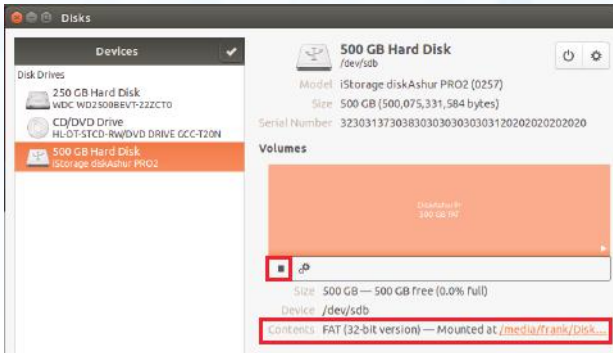 Disks
Devices
Disk Drives
250 GB Hard Disk
WDC WD2500BEVT-22ZCT0
CD/DVD Drive
HL-DT-STCD-RW/DVD DRIVE GCC-T20N
500 GB Hard Disk
iStorage diskAshur PRO2
500 GB Hard Disk
/dev/sdb
Model iStorage diskAshur PRO2 (0257)
Size 500 GB (500,075,331,584 bytes)
Serial Number
Volumes
500 GB FAT
Size 500 GB — 500 GB free (0.0% full)
Device /dev/sdb
Contents FAT (32-bit version) — Mounted at /media/frank/Disk...